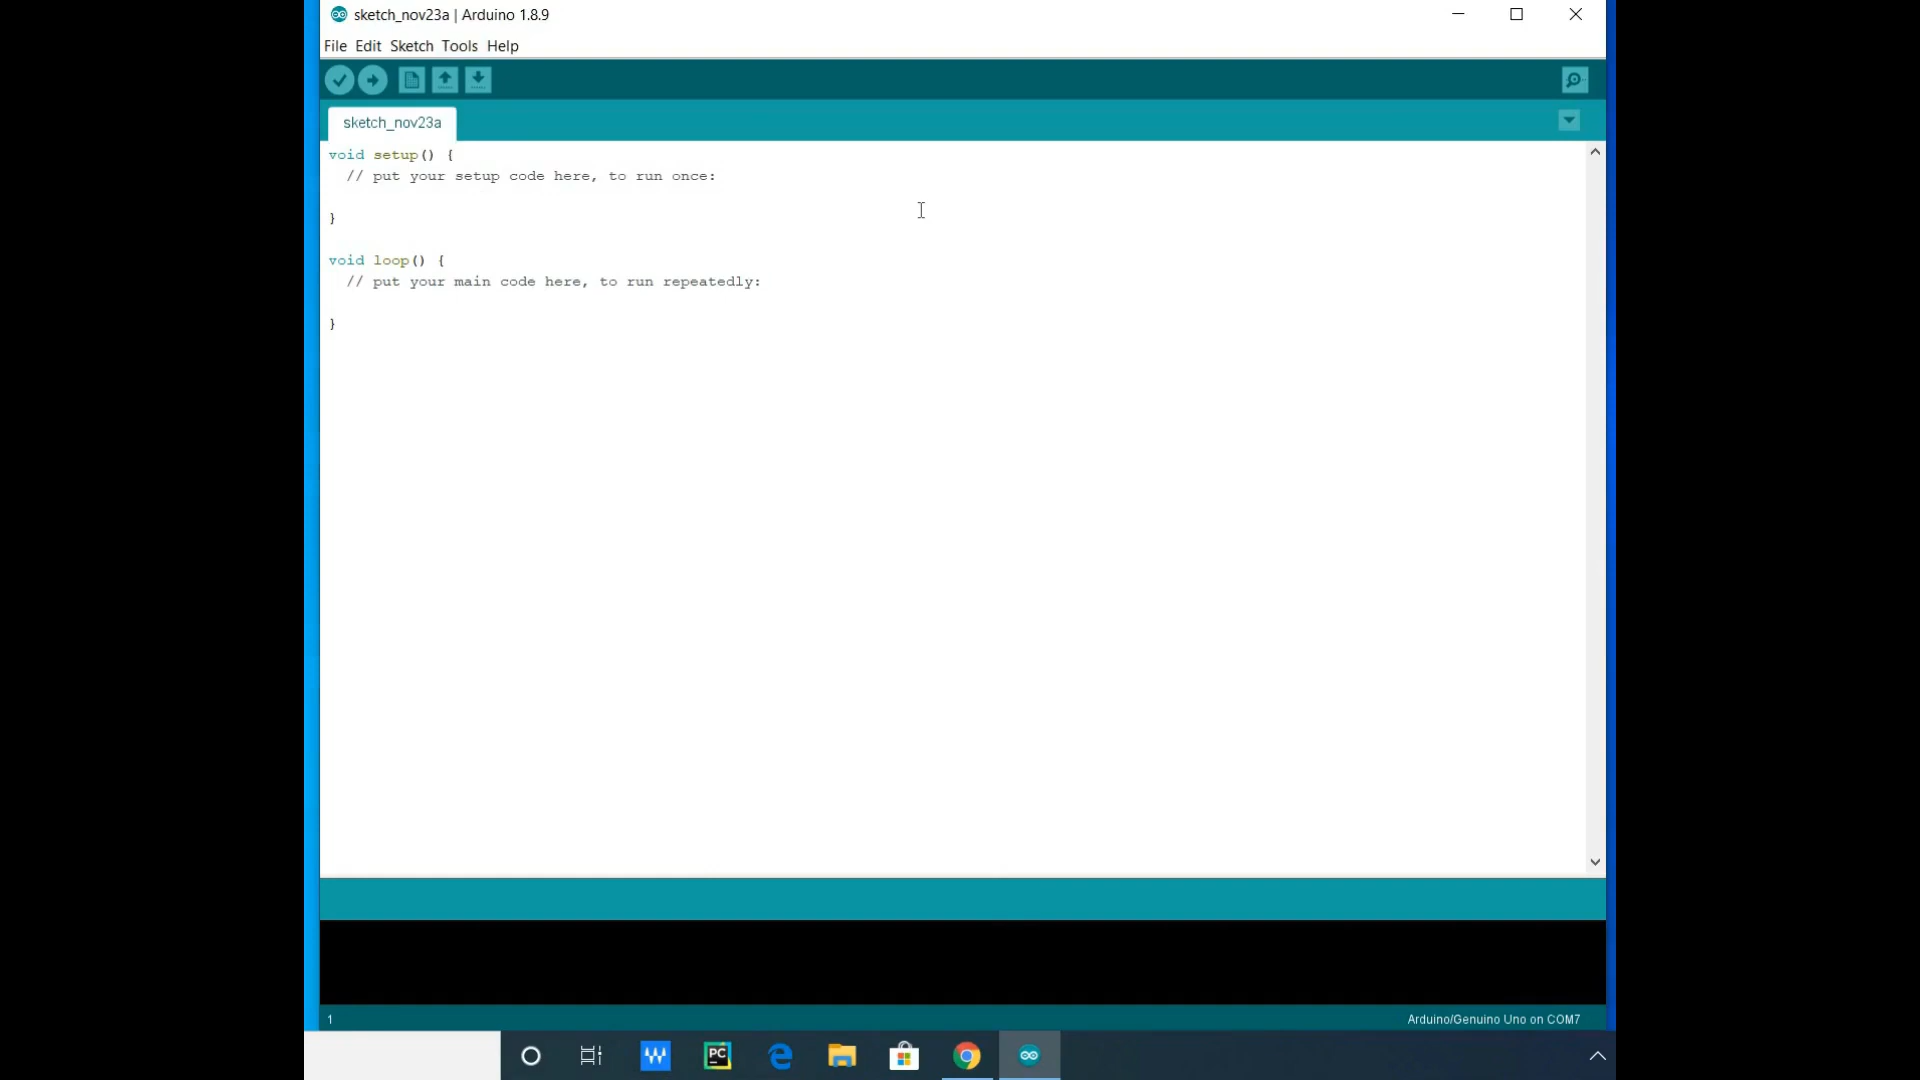 sketch_nov23a | Arduino 1.8.9
File Edit Sketch Tools Help
sketch_nov23a
void setup() {
  // put your setup code here, to run once:
}
void loop() {
  // put your main code here, to run repeatedly:
}
1
Arduino/Genuino Uno on COM7
W
PC